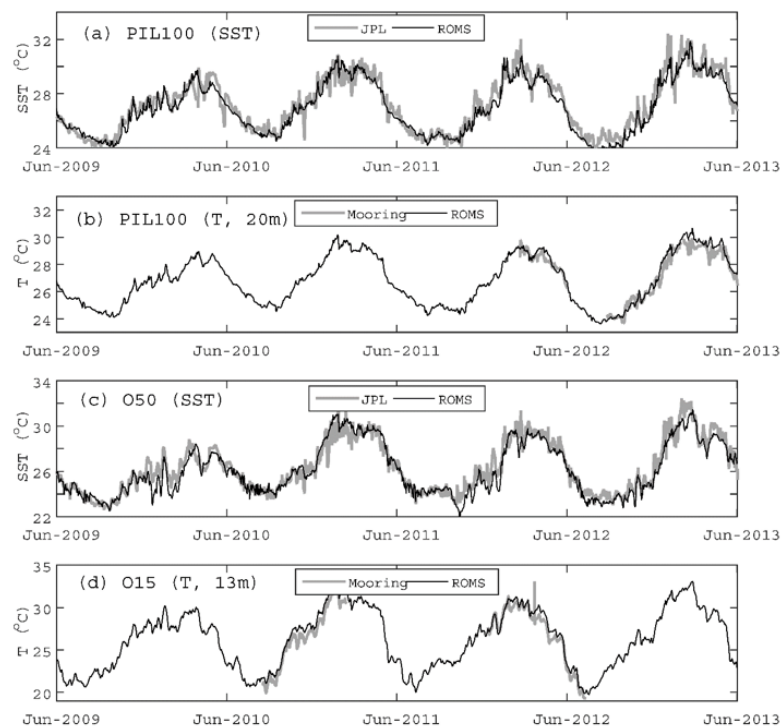 (a) PIL100 (SST)
JPL ROMS
32
28
24
SST (°C)
Jun-2009 Jun-2010 Jun-2011 Jun-2012 Jun-2013
(b) PIL100 (T, 20m)
Mooring ROMS
32
30
28
26
24
T (°C)
Jun-2009 Jun-2010 Jun-2011 Jun-2012 Jun-2013
(c) O50 (SST)
JPL ROMS
34
30
26
22
SST (°C)
Jun-2009 Jun-2010 Jun-2011 Jun-2012 Jun-2013
(d) O15 (T, 13m)
Mooring ROMS
35
30
25
20
T (°C)
Jun-2009 Jun-2010 Jun-2011 Jun-2012 Jun-2013